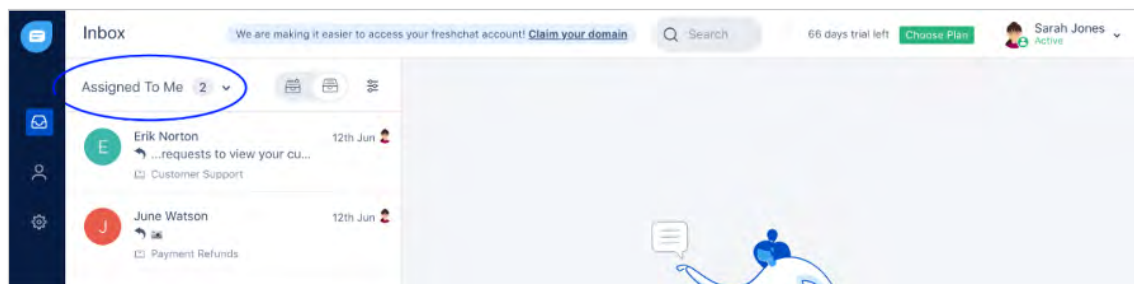 Inbox
We are making it easier to access your freshchat account! Claim your domain
Search
66 days trial left
Choose Plan
Sarah Jones
Active
Assigned To Me 2
E
Erik Norton
12th Jun
...requests to view your cu...
Customer Support
J
June Watson
12th Jun
Payment Refunds